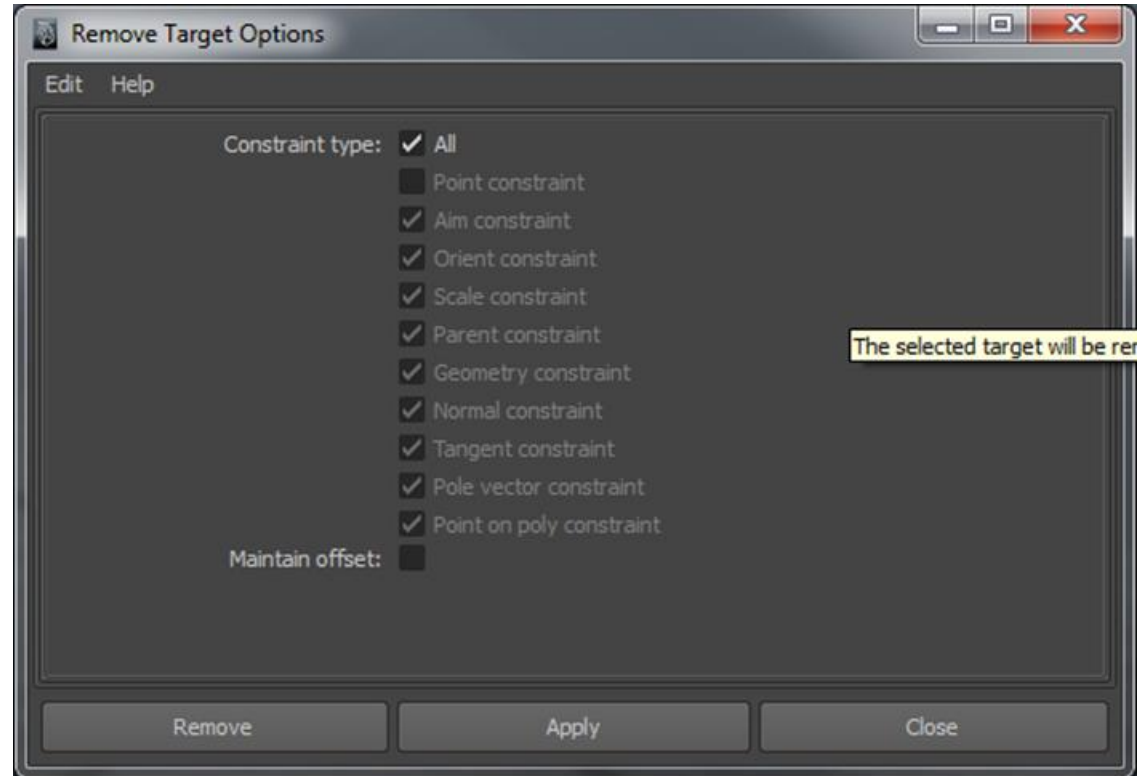 Remove Target Options
Edit Help
Constraint type: All
Point constraint
Aim constraint
Orient constraint
Scale constraint
Parent constraint
The selected target will be
Geometry constraint
Normal constraint
Tangent constraint
Pole vector constraint
Point on poly constraint
Maintain offset:
Remove Apply Close